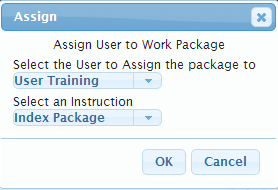 Assign
Assign User to Work Package
Select the User to Assign the package to
User Training
Select an Instruction
Index Package
OK Cancel